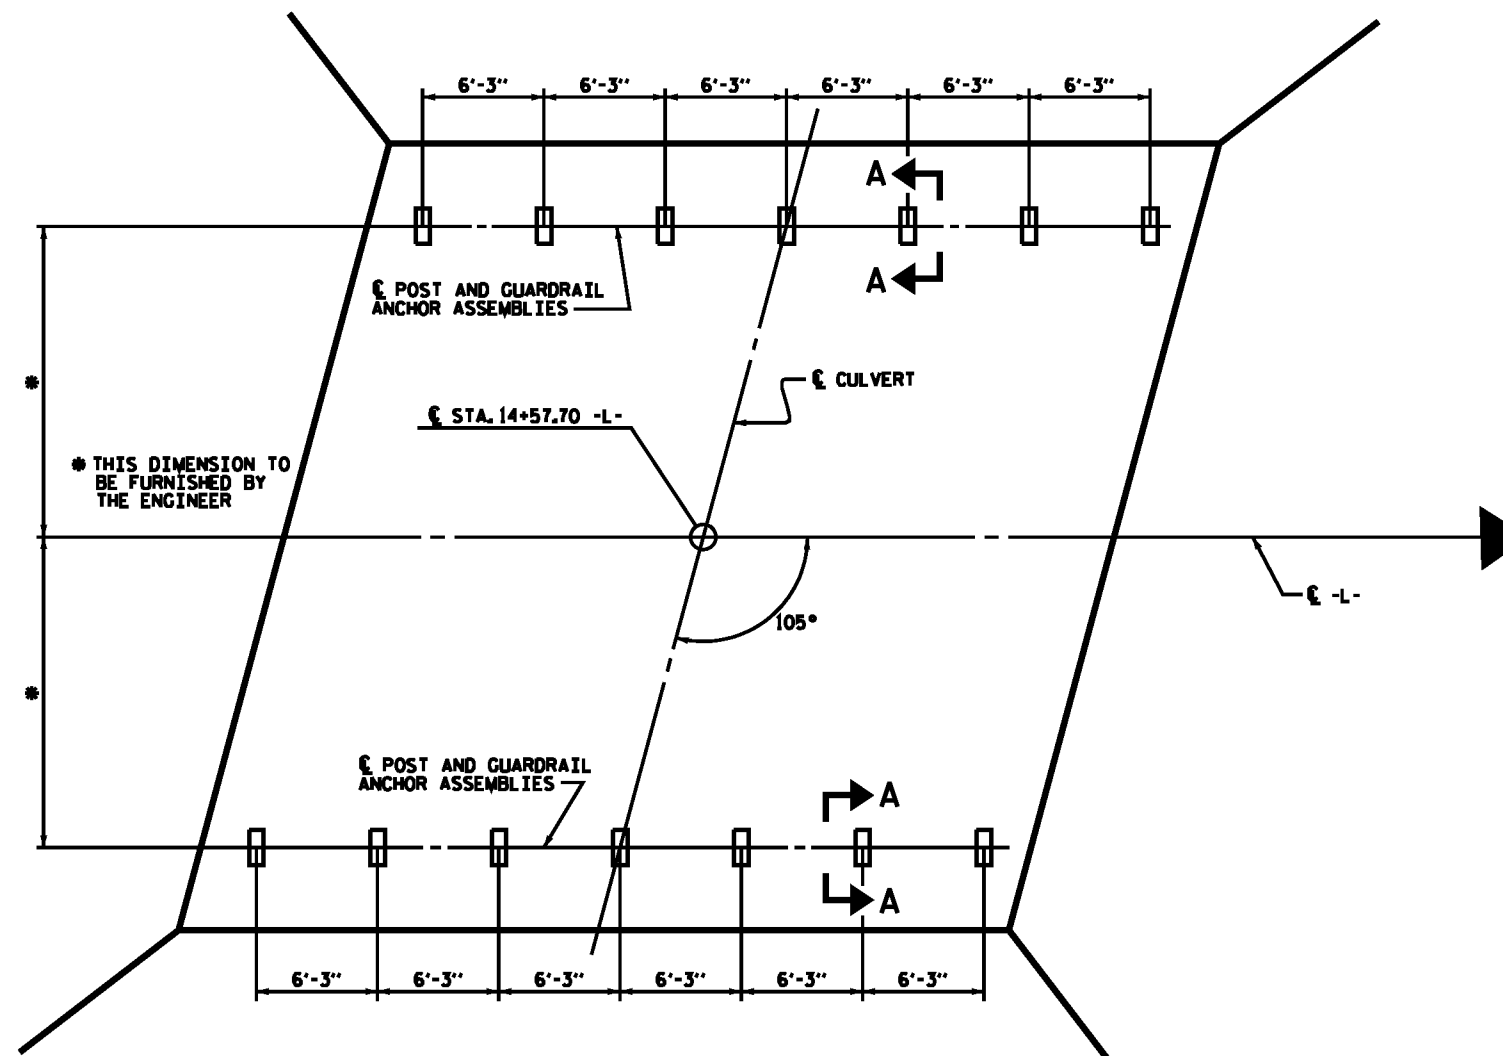 6'-3" 6'-3" 6'-3" 6'-3" 6'-3" 6'-3"
A
A
℄ POST AND GUARDRAIL
ANCHOR ASSEMBLIES
*
℄ CULVERT
℄ STA. 14+57.70 -L-
* THIS DIMENSION TO
BE FURNISHED BY
THE ENGINEER
℄ -L-
105°
*
℄ POST AND GUARDRAIL
ANCHOR ASSEMBLIES
A
A
6'-3" 6'-3" 6'-3" 6'-3" 6'-3" 6'-3"